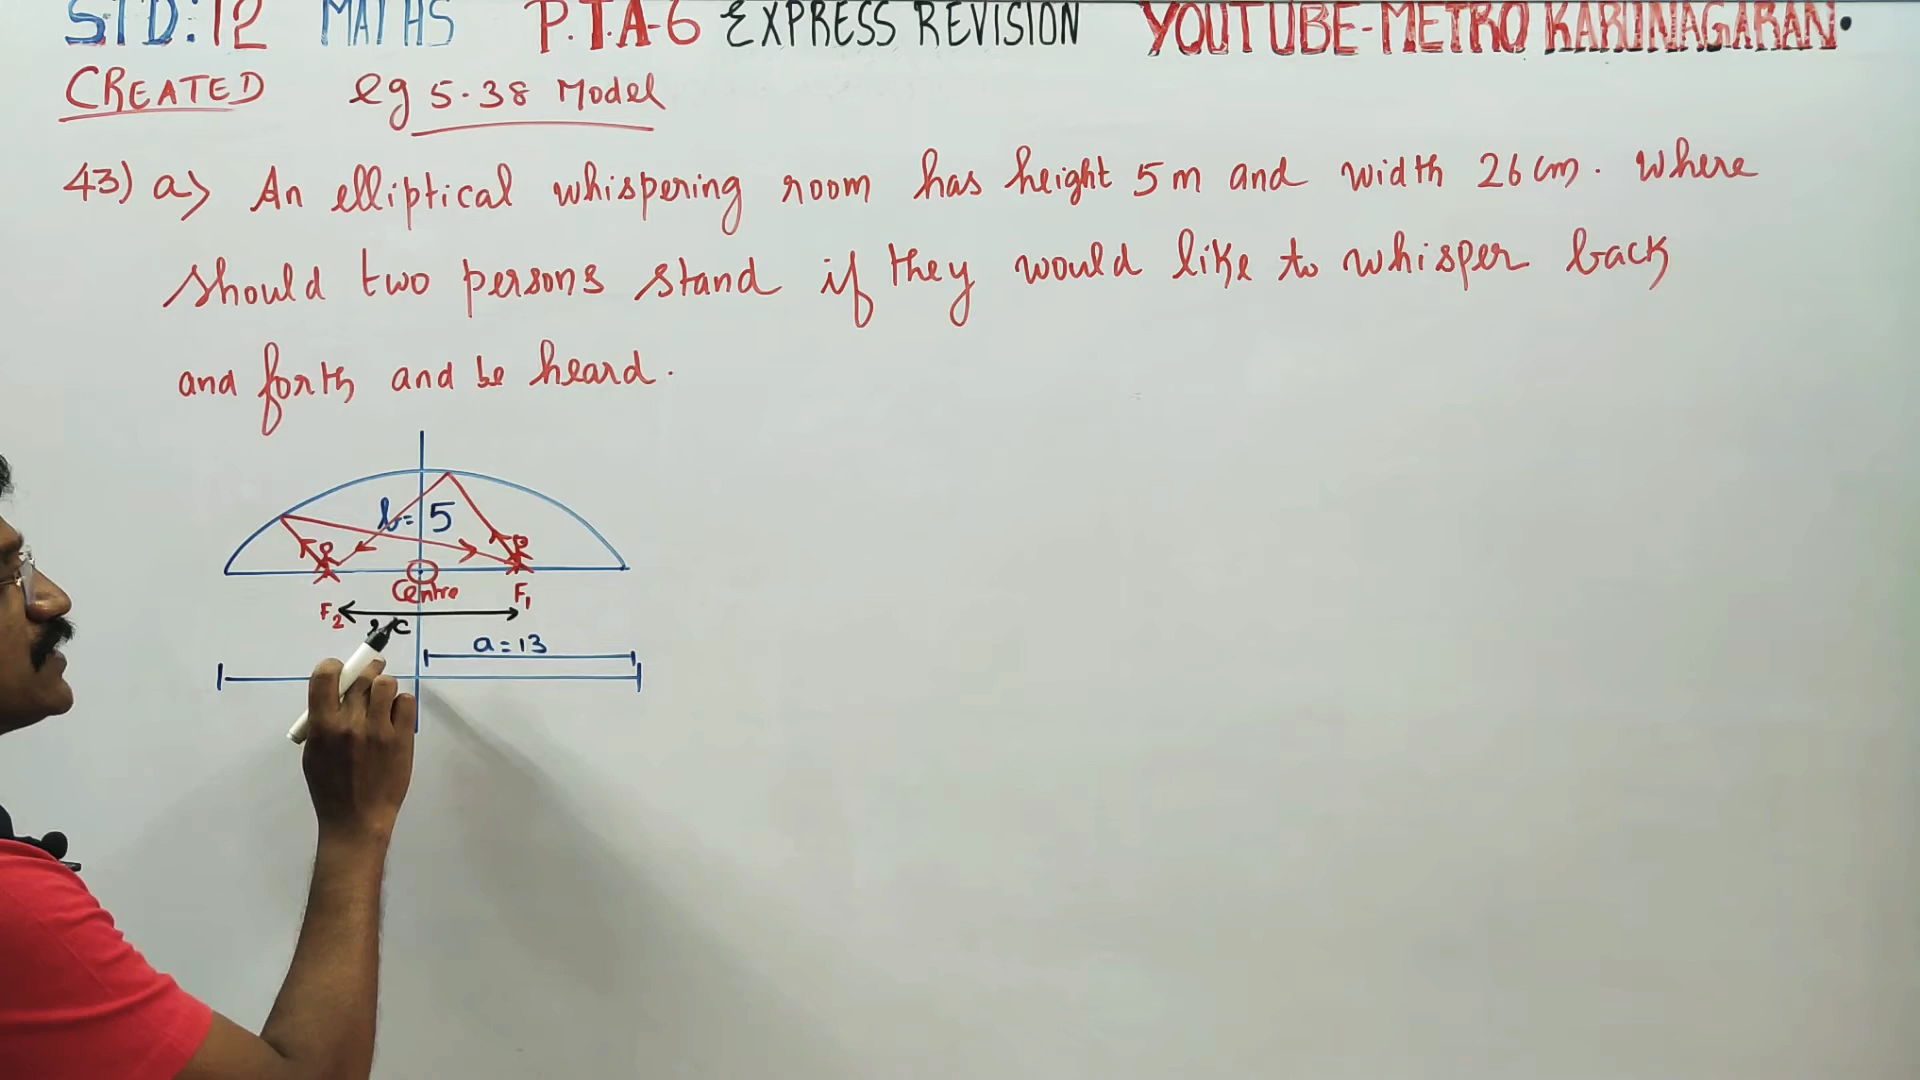 STD:12 MATHS P.T.A-6 EXPRESS REVISION YOUTUBE-METRO KARUNAGARAN.
CREATED eg 5.38 Model
43) a) An elliptical whispering room has height 5m and width 26cm. where
should two persons stand if they would like to whisper back
and forth and be heard.
b= 5
Centre
F2 F1
c
a=13